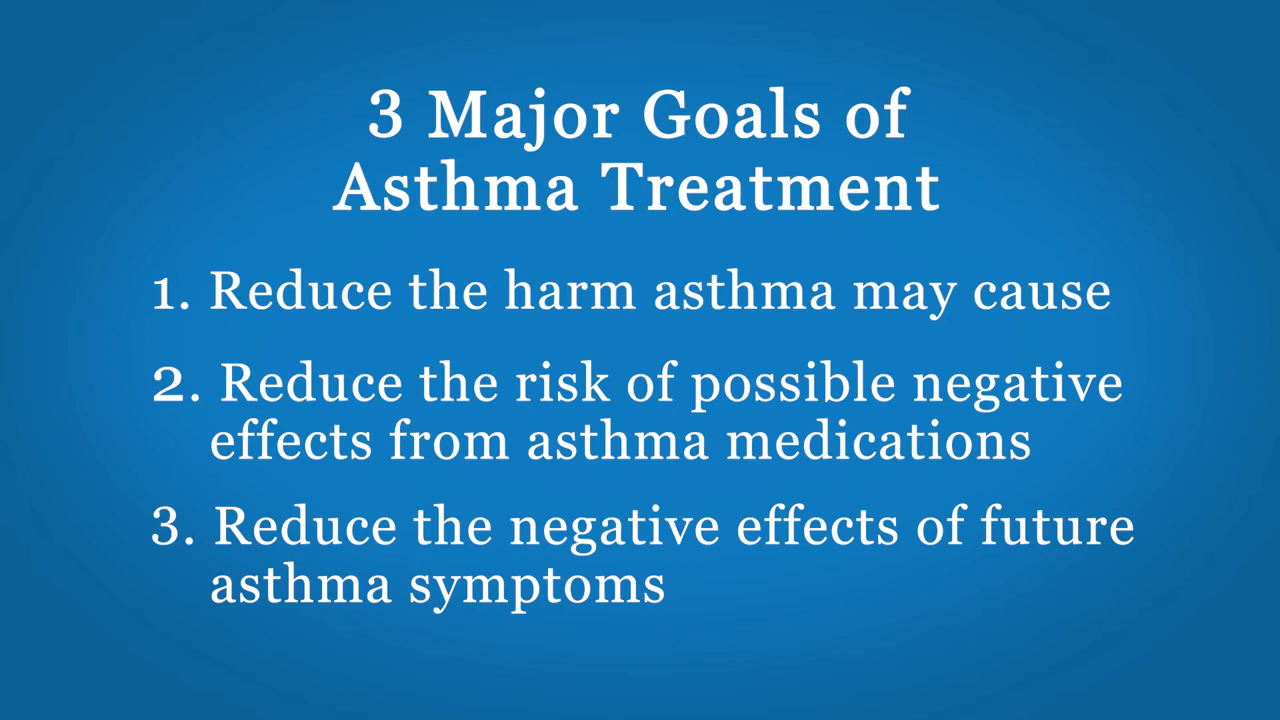 3 Major Goals of
Asthma Treatment
1. Reduce the harm asthma may cause
2. Reduce the risk of possible negative
effects from asthma medications
3. Reduce the negative effects of future
asthma symptoms